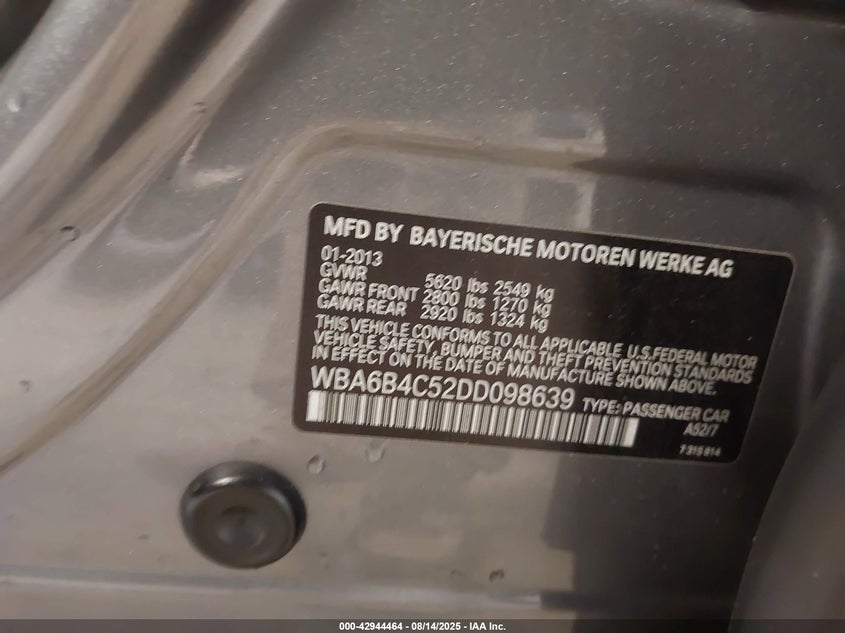 MFD BY BAYERISCHE MOTOREN WERKE AG
01-2013
GVWR 5620 lbs 2549 kg
GAWR FRONT 2800 lbs 1270 kg
GAWR REAR 2920 lbs 1324 kg
THIS VEHICLE CONFORMS TO ALL APPLICABLE U.S.FEDERAL MOTOR
VEHICLE SAFETY, BUMPER AND THEFT PREVENTION STANDARDS
IN EFFECT ON THE DATE OF MANUFACTURE SHOWN ABOVE.
WBA6B4C52DD098639 TYPE: PASSENGER CAR
A52/7
7 315 814
000-42944464 - 08/14/2025 - IAA Inc.